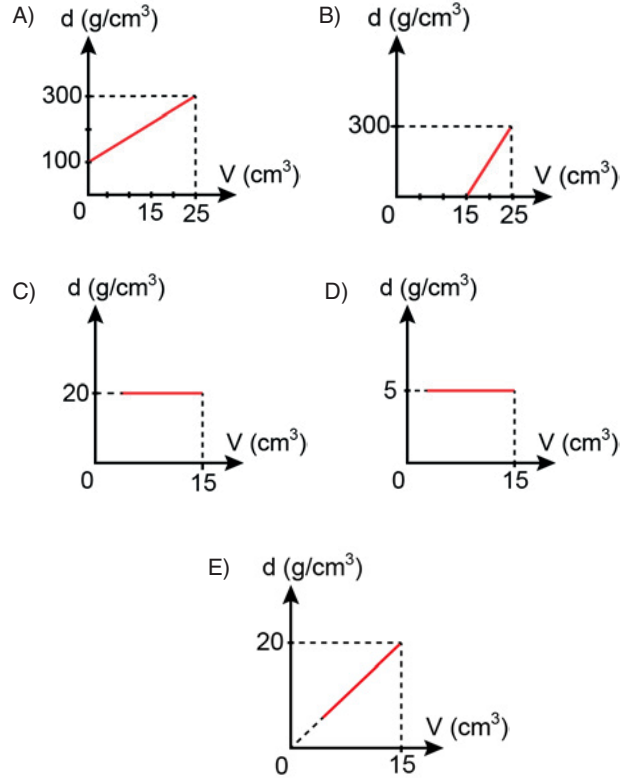 A) d (g/cm³)
300
100
V (cm³)
0 15 25
B) d (g/cm³)
300
V (cm³)
0 15 25
C) d (g/cm³)
20
V (cm³)
0 15
D) d (g/cm³)
5
V (cm³)
0 15
E) d (g/cm³)
20
V (cm³)
0 15